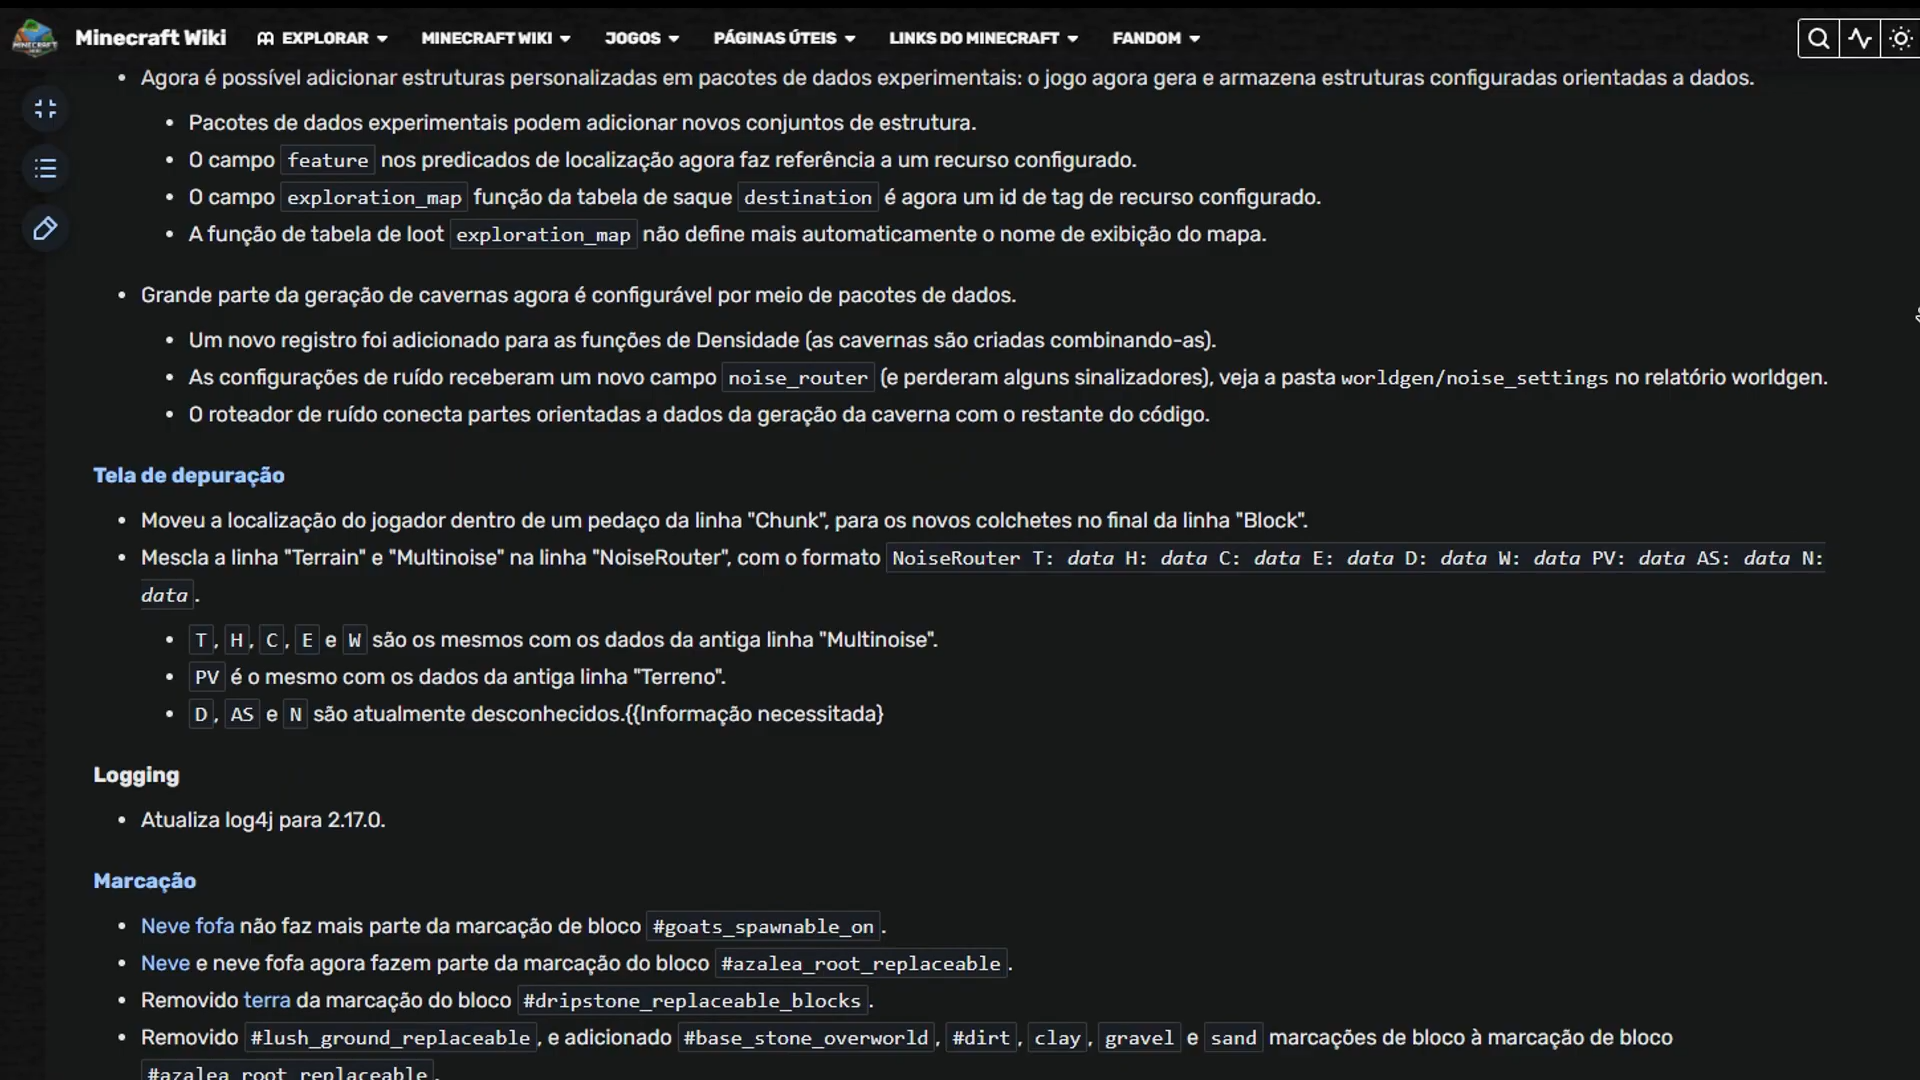 Minecraft Wiki EXPLORAR MINECRAFT WIKI JOGOS PÁGINAS ÚTEIS LINKS DO MINECRAFT FANDOM
• Agora é possível adicionar estruturas personalizadas em pacotes de dados experimentais: o jogo agora gera e armazena estruturas configuradas orientadas a dados.
• Pacotes de dados experimentais podem adicionar novos conjuntos de estrutura.
• O campo feature nos predicados de localização agora faz referência a um recurso configurado.
• O campo exploration_map função da tabela de saque destination é agora um id de tag de recurso configurado.
• A função de tabela de loot exploration_map não define mais automaticamente o nome de exibição do mapa.
• Grande parte da geração de cavernas agora é configurável por meio de pacotes de dados.
• Um novo registro foi adicionado para as funções de Densidade (as cavernas são criadas combinando-as).
• As configurações de ruído receberam um novo campo noise_router (e perderam alguns sinalizadores), veja a pasta worldgen/noise_settings no relatório worldgen.
• O roteador de ruído conecta partes orientadas a dados da geração da caverna com o restante do código.
Tela de depuração
• Moveu a localização do jogador dentro de um pedaço da linha "Chunk", para os novos colchetes no final da linha "Block".
• Mescla a linha "Terrain" e "Multinoise" na linha "NoiseRouter", com o formato NoiseRouter T: data H: data C: data E: data D: data W: data PV: data AS: data N:
data.
• T, H, C, E e W são os mesmos com os dados da antiga linha "Multinoise".
• PV é o mesmo com os dados da antiga linha "Terreno".
• D, AS e N são atualmente desconhecidos.{{Informação necessitada}
Logging
• Atualiza log4j para 2.17.0.
Marcação
• Neve fofa não faz mais parte da marcação de bloco #goats_spawnable_on.
• Neve e neve fofa agora fazem parte da marcação do bloco #azalea_root_replaceable.
• Removido terra da marcação do bloco #dripstone_replaceable_blocks.
• Removido #lush_ground_replaceable, e adicionado #base_stone_overworld, #dirt, clay, gravel e sand marcações de bloco à marcação de bloco
#azalea_root_replaceable.